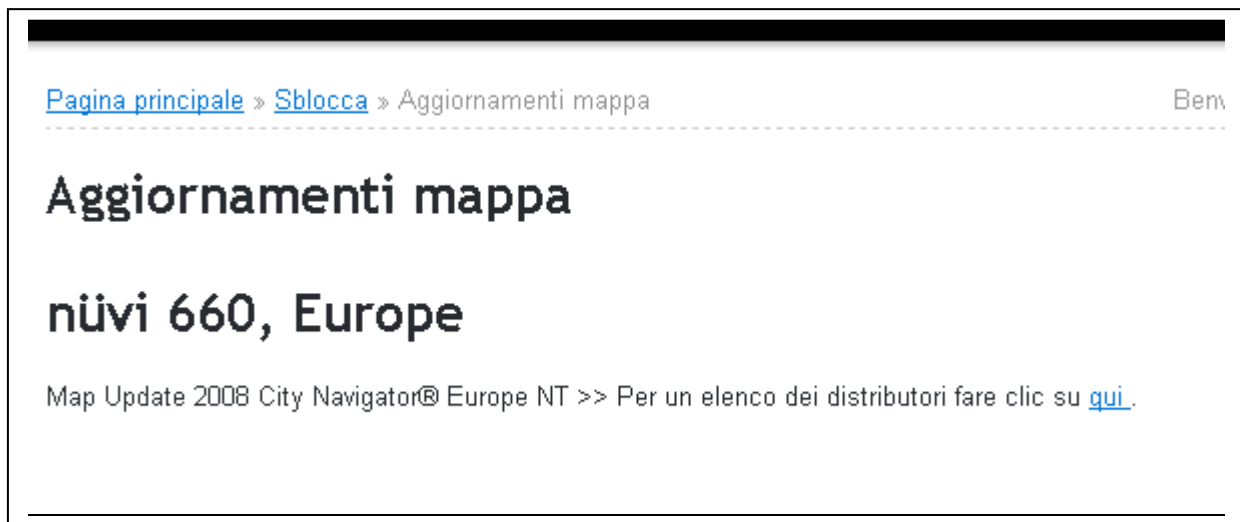 Pagina principale » Sblocca » Aggiornamenti mappa Benv
Aggiornamenti mappa
nüvi 660, Europe
Map Update 2008 City Navigator® Europe NT >> Per un elenco dei distributori fare clic su qui .